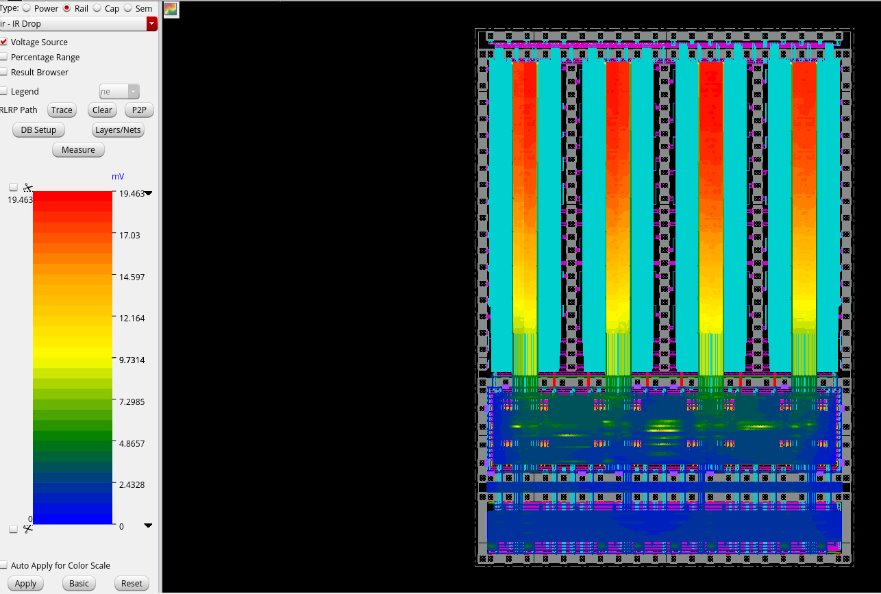 Type: Power Rail Cap Sem
ir - IR Drop
Voltage Source
Percentage Range
Result Browser
Legend ne
RLRP Path Trace Clear P2P
DB Setup Layers/Nets
Measure
mV
19.463 19.463
17.03
14.597
12.164
9.7314
7.2985
4.8657
2.4328
0 0
Auto Apply for Color Scale
Apply Basic Reset